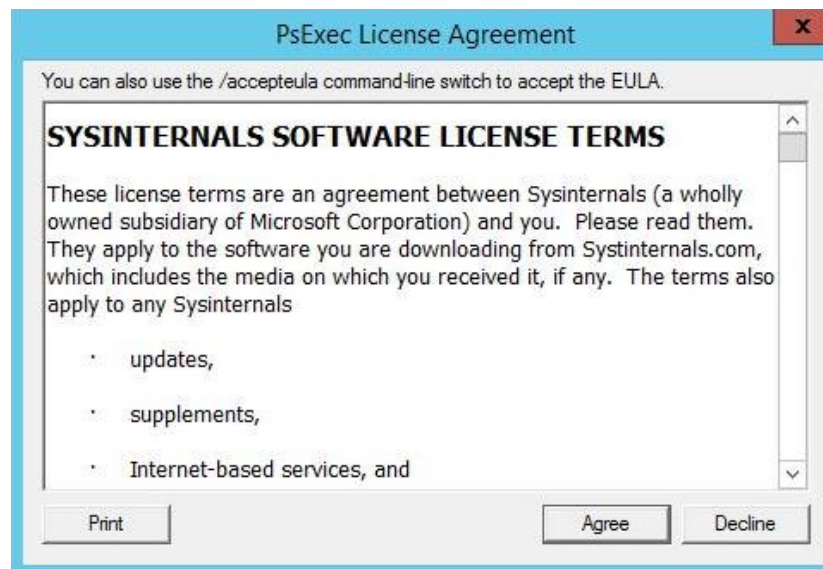 PsExec License Agreement
x
You can also use the /accepteula command-line switch to accept the EULA.
SYSINTERNALS SOFTWARE LICENSE TERMS
These license terms are an agreement between Sysinternals (a wholly
owned subsidiary of Microsoft Corporation) and you.  Please read them.
They apply to the software you are downloading from Systinternals.com,
which includes the media on which you received it, if any.  The terms also
apply to any Sysinternals
· updates,
· supplements,
· Internet-based services, and
Print
Agree
Decline